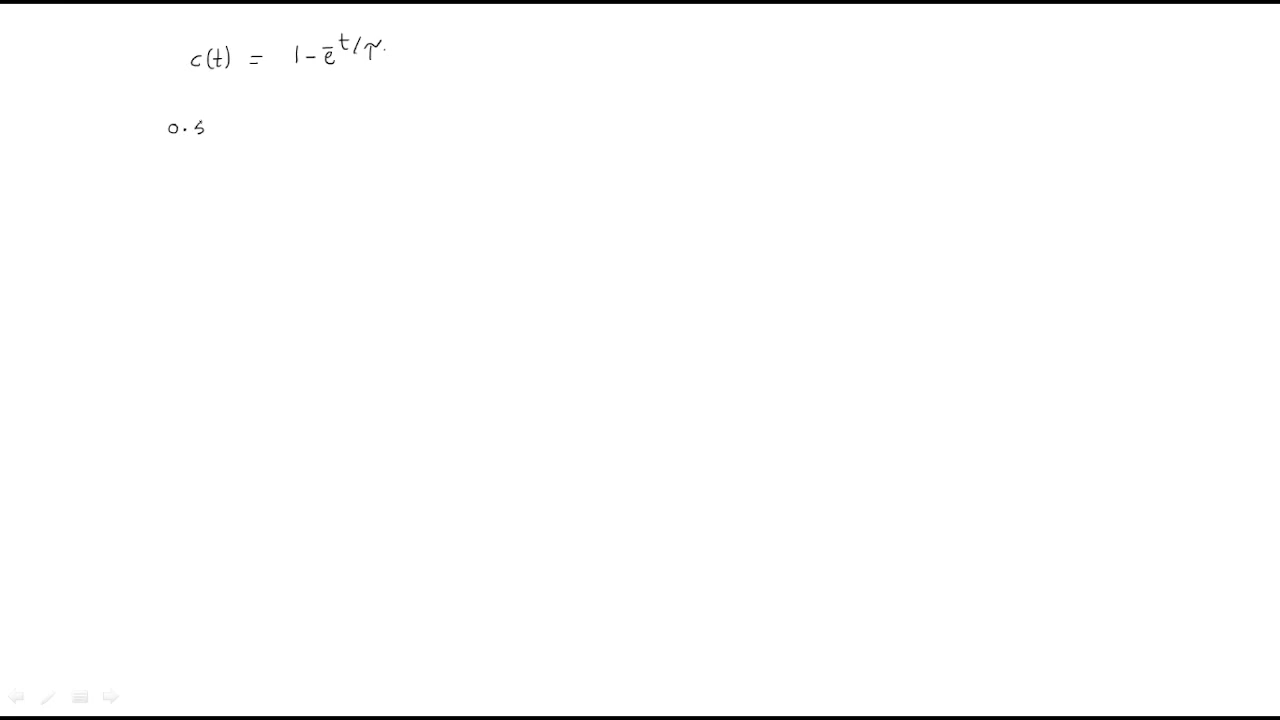 c(t) = 1 - e^-t/τ
0.5